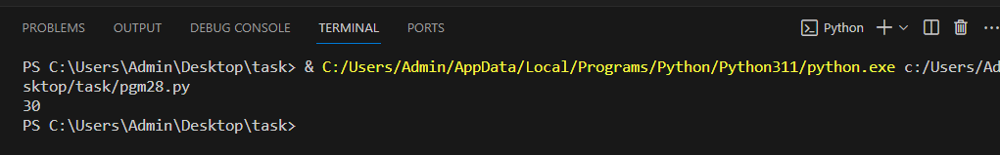 PROBLEMS OUTPUT DEBUG CONSOLE TERMINAL PORTS Python
PS C:\Users\Admin\Desktop\task> & C:/Users/Admin/AppData/Local/Programs/Python/Python311/python.exe c:/Users/Ad
sktop/task/pgm28.py
30
PS C:\Users\Admin\Desktop\task>